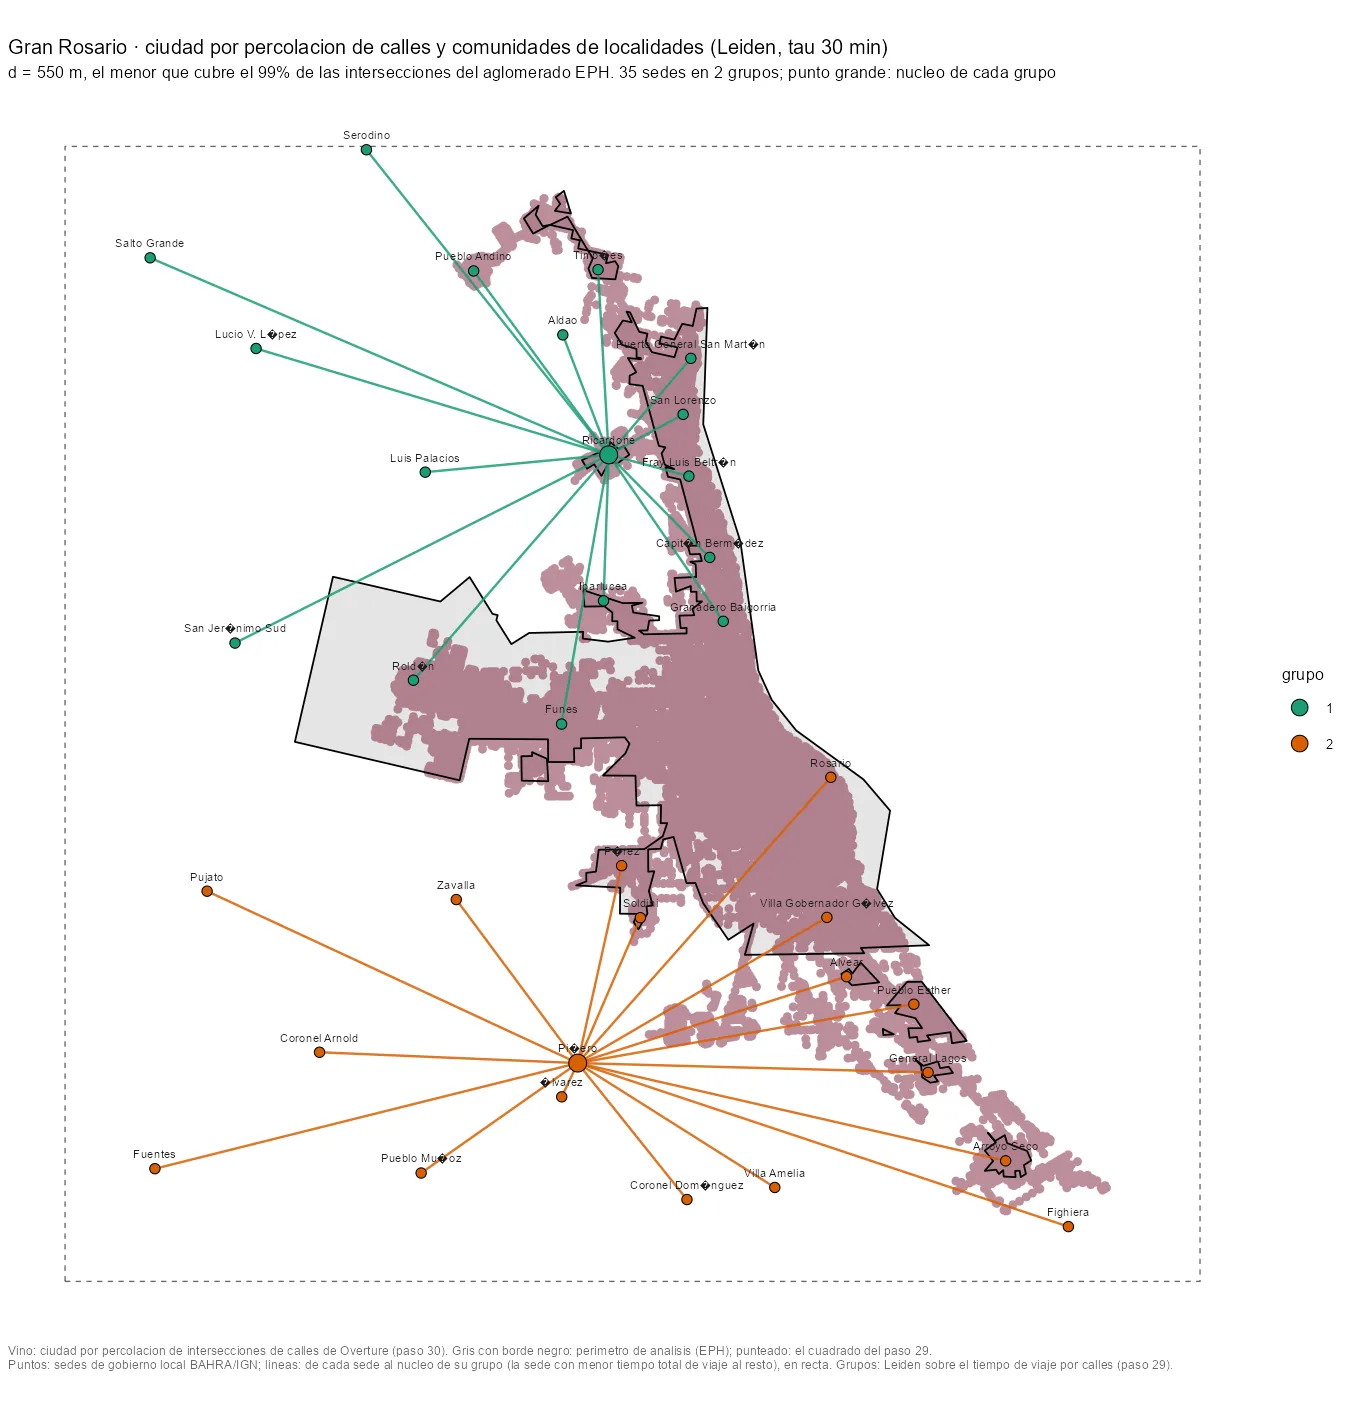 Gran Rosario · ciudad por percolacion de calles y comunidades de localidades (Leiden, tau 30 min)
d = 550 m, el menor que cubre el 99% de las intersecciones del aglomerado EPH. 35 sedes en 2 grupos; punto grande: nucleo de cada grupo
Serodino
Salto Grande
Pueblo Andino
Timb�es
Aldao
Lucio V. L�pez
Puerto General San Mart�n
San Lorenzo
Ricardone
Luis Palacios
Fray Luis Beltr�n
Capit�n Berm�dez
Ibarlucea
Granadero Baigorria
San Jer�nimo Sud
Rold�n
grupo
1
Funes
2
Rosario
P�rez
Pujato
Zavalla
Soldini
Villa Gobernador G�lvez
Alvear
Pueblo Esther
Coronel Arnold
Pi�ero
General Lagos
�lvarez
Arroyo Seco
Fuentes
Pueblo Mu�oz
Coronel Dom�nguez
Villa Amelia
Fighiera
Vino: ciudad por percolacion de intersecciones de calles de Overture (paso 30). Gris con borde negro: perimetro de analisis (EPH); punteado: el cuadrado del paso 29.
Puntos: sedes de gobierno local BAHRA/IGN; lineas: de cada sede al nucleo de su grupo (la sede con menor tiempo total de viaje al resto), en recta. Grupos: Leiden sobre el tiempo de viaje por calles (paso 29).